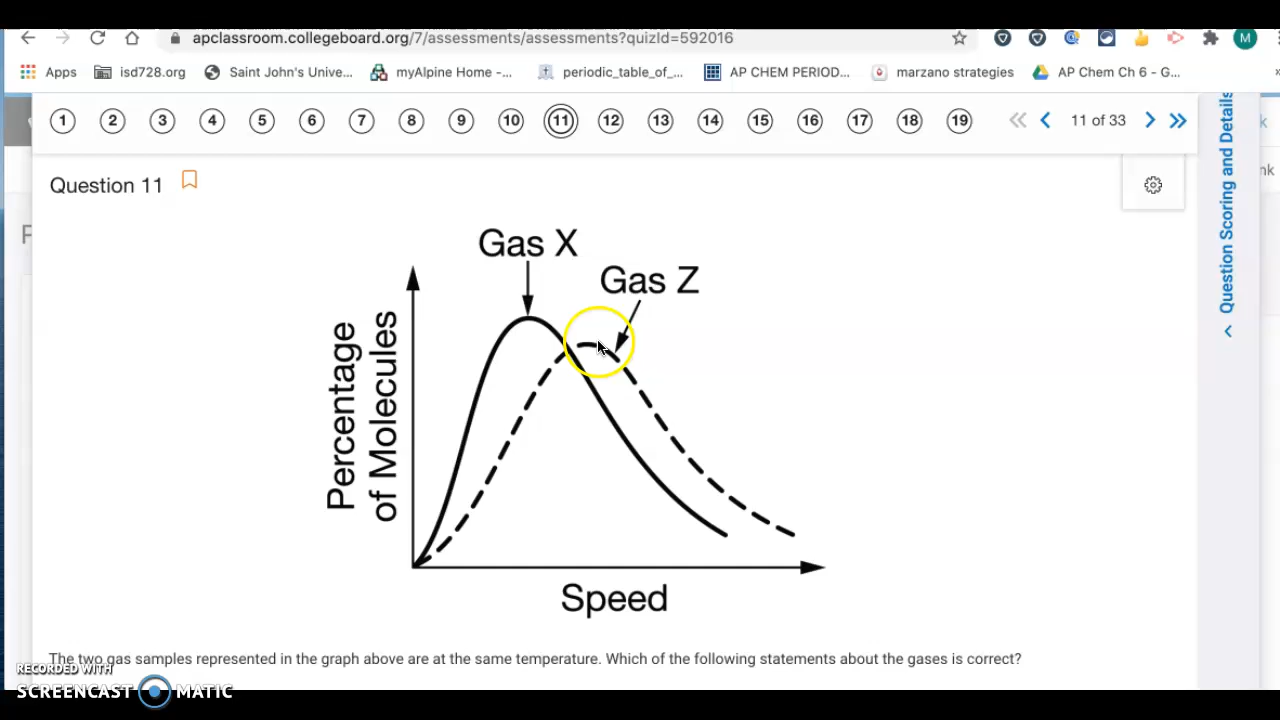 apclassroom.collegeboard.org/7/assessments/assessments?quizId=592016
M
Apps isd728.org Saint John's Unive... myAlpine Home -... periodic_table_of_... AP CHEM PERIOD... marzano strategies AP Chem Ch 6 - G...
1 2 3 4 5 6 7 8 9 10 11 12 13 14 15 16 17 18 19 11 of 33
Question Scoring and Details
Question 11
Gas X
Gas Z
Percentage
of Molecules
Speed
The two gas samples represented in the graph above are at the same temperature. Which of the following statements about the gases is correct?
RECORDED WITH
SCREENCAST MATIC